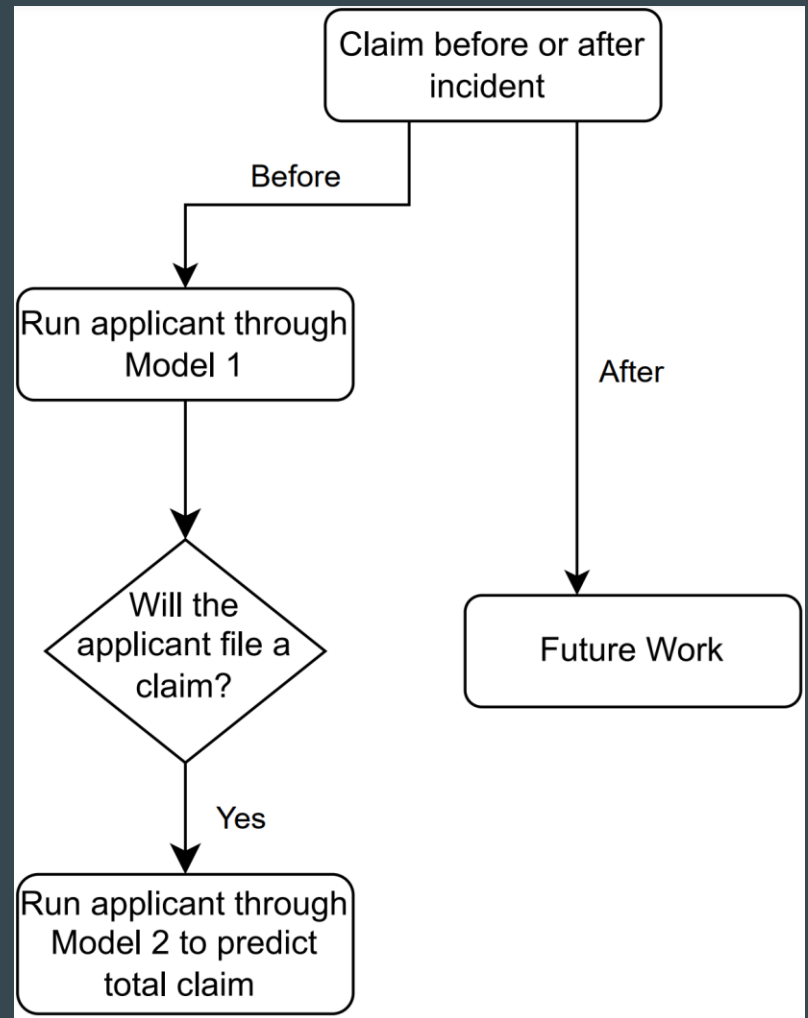 Claim before or after
incident
Before
Run applicant through
Model 1
After
Will the
applicant file a
claim?
Future Work
Yes
Run applicant through
Model 2 to predict
total claim